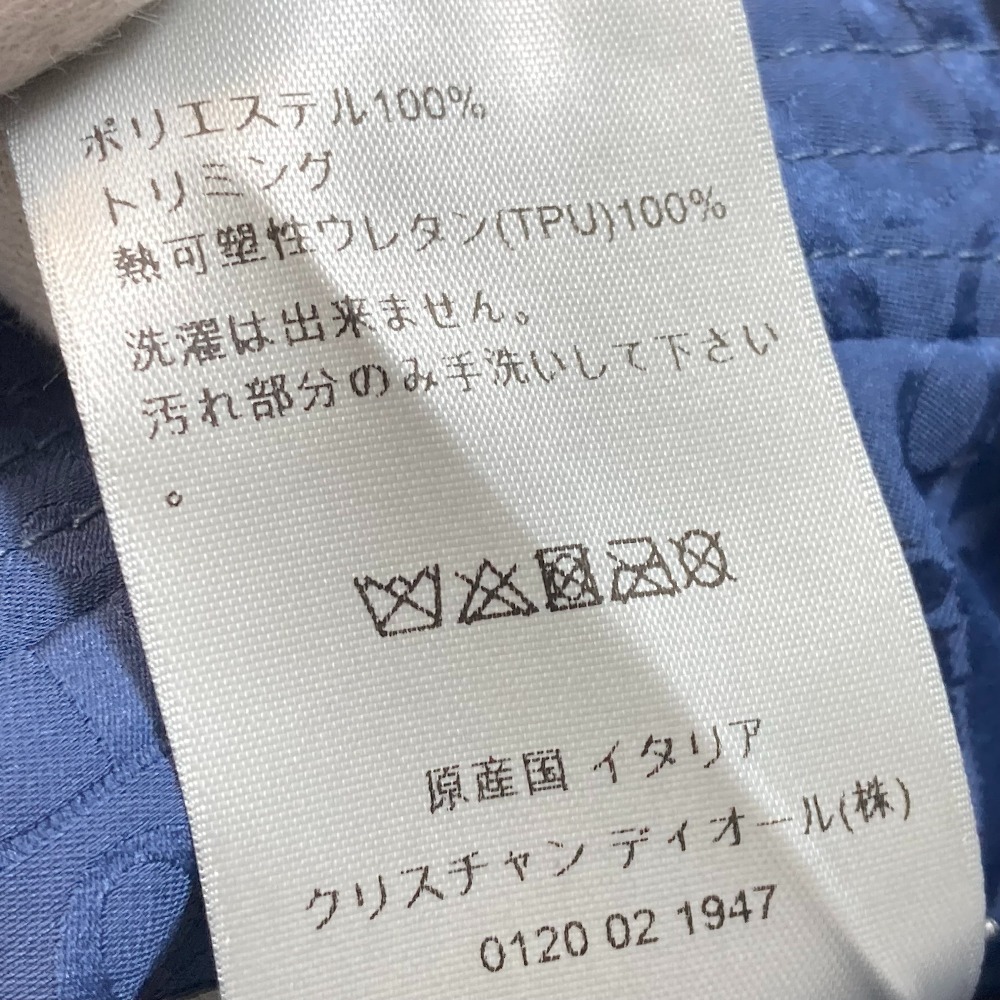 ポリエステル100%
トリミング
熱可塑性ウレタン(TPU)100%
洗濯は出来ません。
汚れ部分のみ手洗いして下さい
。
原産国 イタリア
クリスチャン ディオール(株)
0120 02 1947